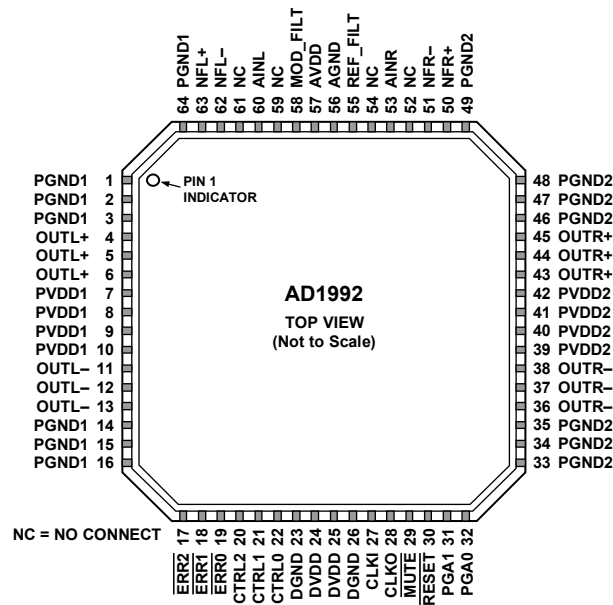 64 PGND1
63 NFL+
62 NFL–
61 NC
60 AINL
59 NC
58 MOD_FILT
57 AVDD
56 AGND
55 REF_FILT
54 NC
53 AINR
52 NC
51 NFR–
50 NFR+
49 PGND2
PGND1 1
PGND1 2
PGND1 3
OUTL+ 4
OUTL+ 5
OUTL+ 6
PVDD1 7
PVDD1 8
PVDD1 9
PVDD1 10
OUTL– 11
OUTL– 12
OUTL– 13
PGND1 14
PGND1 15
PGND1 16
PIN 1
INDICATOR
AD1992
TOP VIEW
(Not to Scale)
48 PGND2
47 PGND2
46 PGND2
45 OUTR+
44 OUTR+
43 OUTR+
42 PVDD2
41 PVDD2
40 PVDD2
39 PVDD2
38 OUTR–
37 OUTR–
36 OUTR–
35 PGND2
34 PGND2
33 PGND2
NC = NO CONNECT
ERR2 17
ERR1 18
ERR0 19
CTRL2 20
CTRL1 21
CTRL0 22
DGND 23
DVDD 24
DVDD 25
DGND 26
CLKI 27
CLKO 28
MUTE 29
RESET 30
PGA1 31
PGA0 32